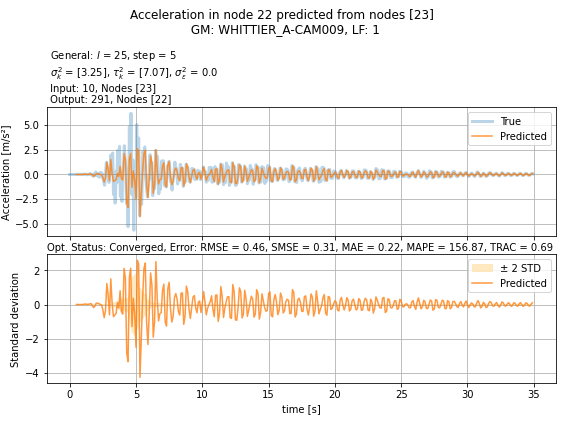 Acceleration in node 22 predicted from nodes [23]
GM: WHITTIER_A-CAM009, LF: 1
General: l = 25, step = 5
σ²ₖ = [3.25], τ²ₖ = [7.07], σ²ε = 0.0
Input: 10, Nodes [23]
Output: 291, Nodes [22]
Acceleration [m/s²]
5.0
2.5
0.0
−2.5
−5.0
True
Predicted
Opt. Status: Converged, Error: RMSE = 0.46, SMSE = 0.31, MAE = 0.22, MAPE = 156.87, TRAC = 0.69
Standard deviation
2
0
−2
−4
± 2 STD
Predicted
0 5 10 15 20 25 30 35
time [s]